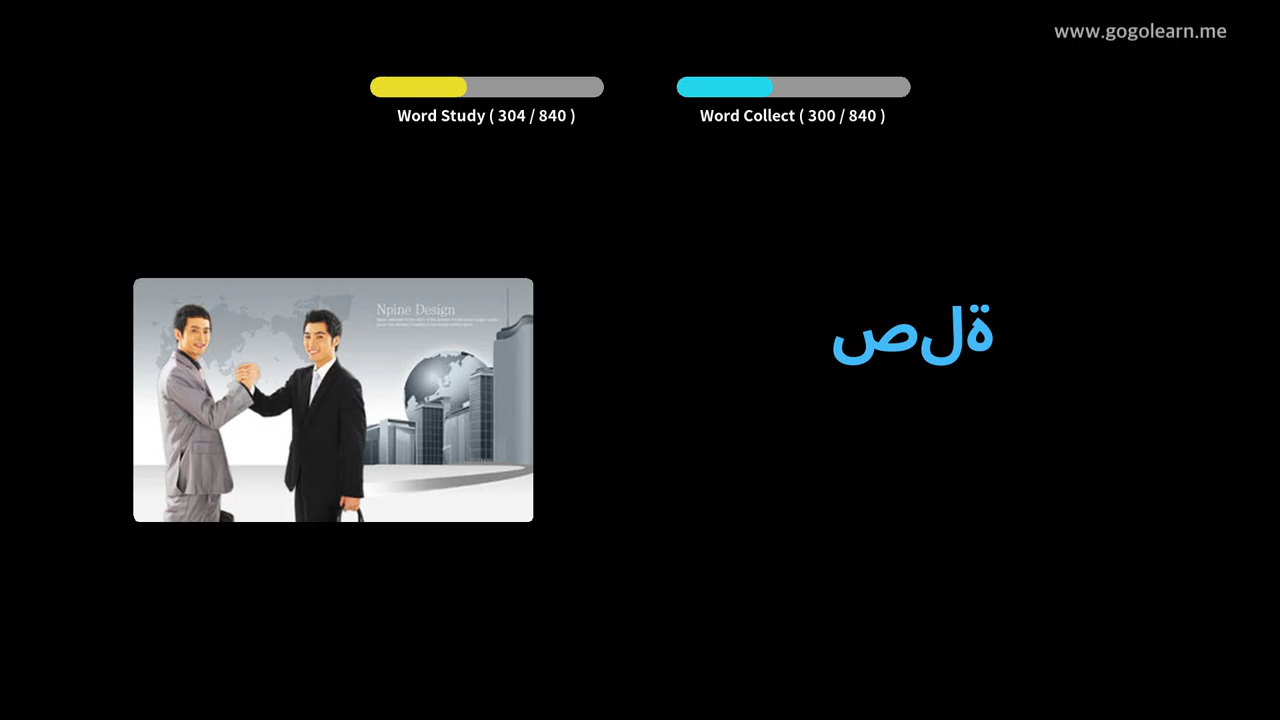 www.gogolearn.me
Word Study ( 304 / 840 )
Word Collect ( 300 / 840 )
Npine Design
صلة